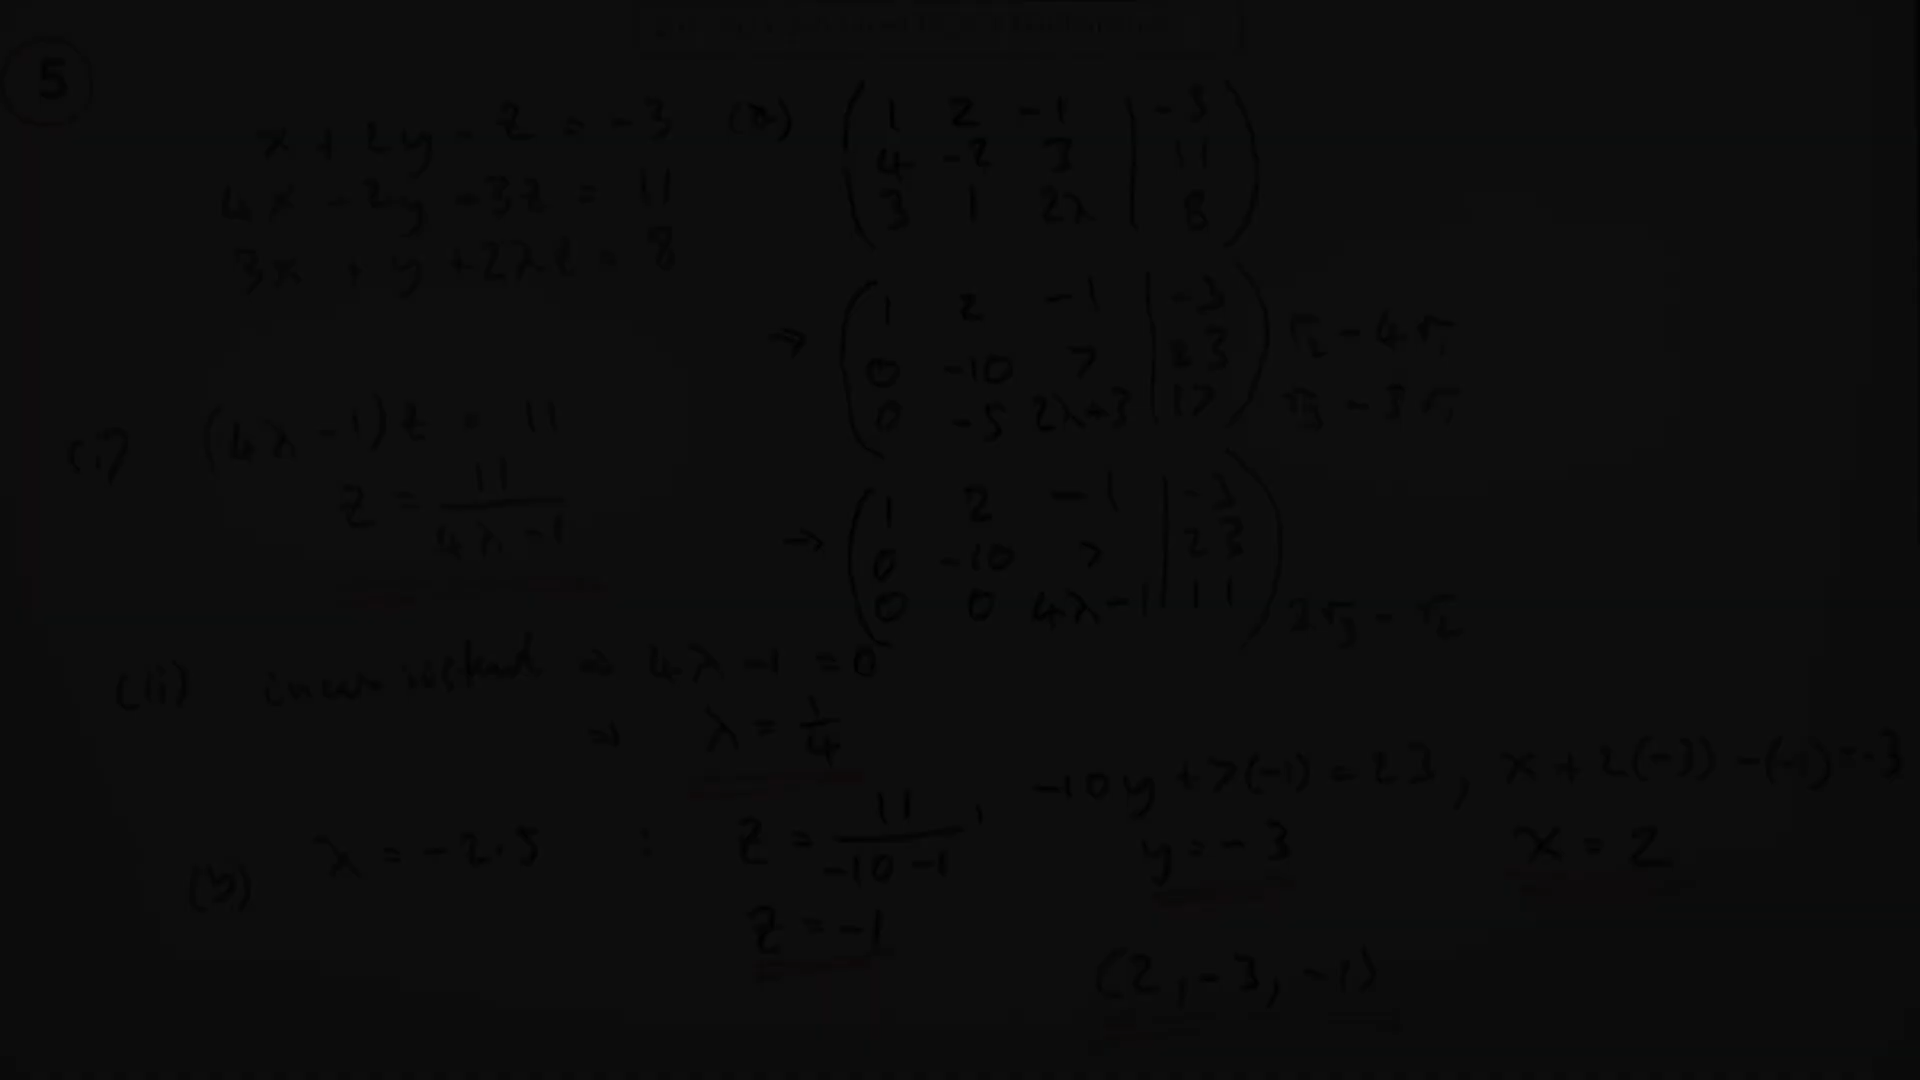 5
x + 2y - z = -3
4x - 2y - 3z = 11
3x + y + 2λz = 8
(a) ( 1 2 -1 | -3 )
( 4 -2 3 | 11 )
( 3 1 2λ | 8 )
→ ( 1 2 -1 | -3 )
( 0 -10 7 | 23 ) r₂ - 4r₁
( 0 -5 2λ+3 | 17 ) r₃ - 3r₁
→ ( 1 2 -1 | -3 )
( 0 -10 7 | 23 )
( 0 0 4λ-1 | 11 ) 2r₃ - r₂
(i) (4λ - 1)z = 11
z = 11/(4λ - 1)
(ii) inconsistent ⇒ 4λ - 1 = 0
⇒ λ = 1/4
(b) λ = -2.5 : z = 11/(-10 - 1) , -10y + 7(-1) = 23 , x + 2(-3) - (-1) = -3
z = -1
y = -3
x = 2
(2, -3, -1)